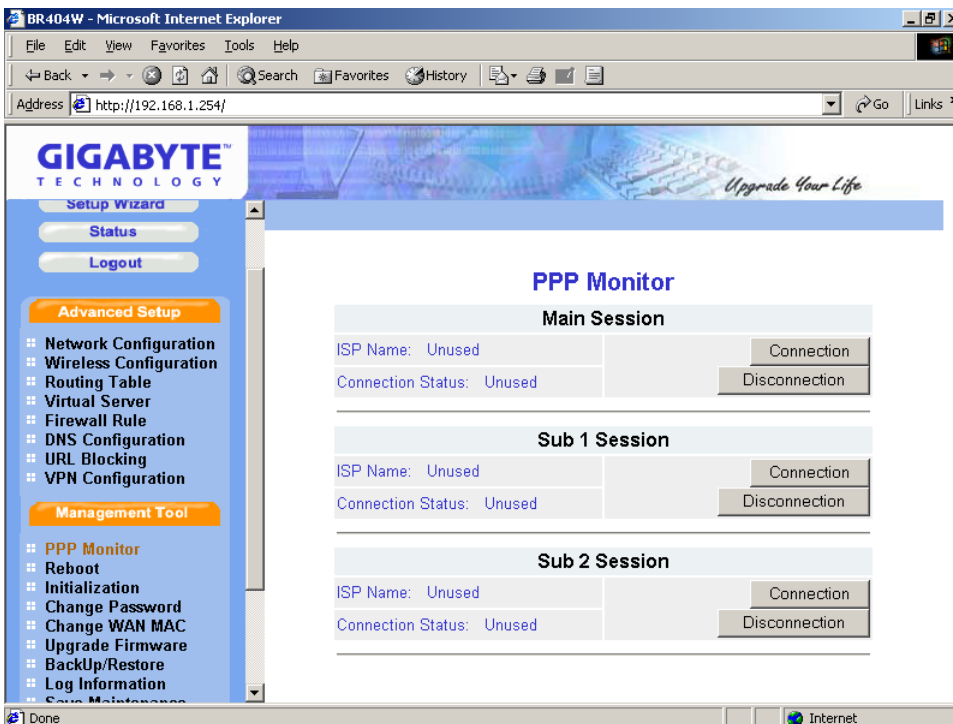 BR404W - Microsoft Internet Explorer
File Edit View Favorites Tools Help
Back Search Favorites History
Address http://192.168.1.254/ Go Links
GIGABYTE™
TECHNOLOGY
Upgrade Your Life
Setup Wizard
Status
Logout
Advanced Setup
Network Configuration
Wireless Configuration
Routing Table
Virtual Server
Firewall Rule
DNS Configuration
URL Blocking
VPN Configuration
Management Tool
PPP Monitor
Reboot
Initialization
Change Password
Change WAN MAC
Upgrade Firmware
BackUp/Restore
Log Information
Save Maintenance
PPP Monitor
Main Session
ISP Name: Unused Connection
Connection Status: Unused Disconnection
Sub 1 Session
ISP Name: Unused Connection
Connection Status: Unused Disconnection
Sub 2 Session
ISP Name: Unused Connection
Connection Status: Unused Disconnection
Done Internet